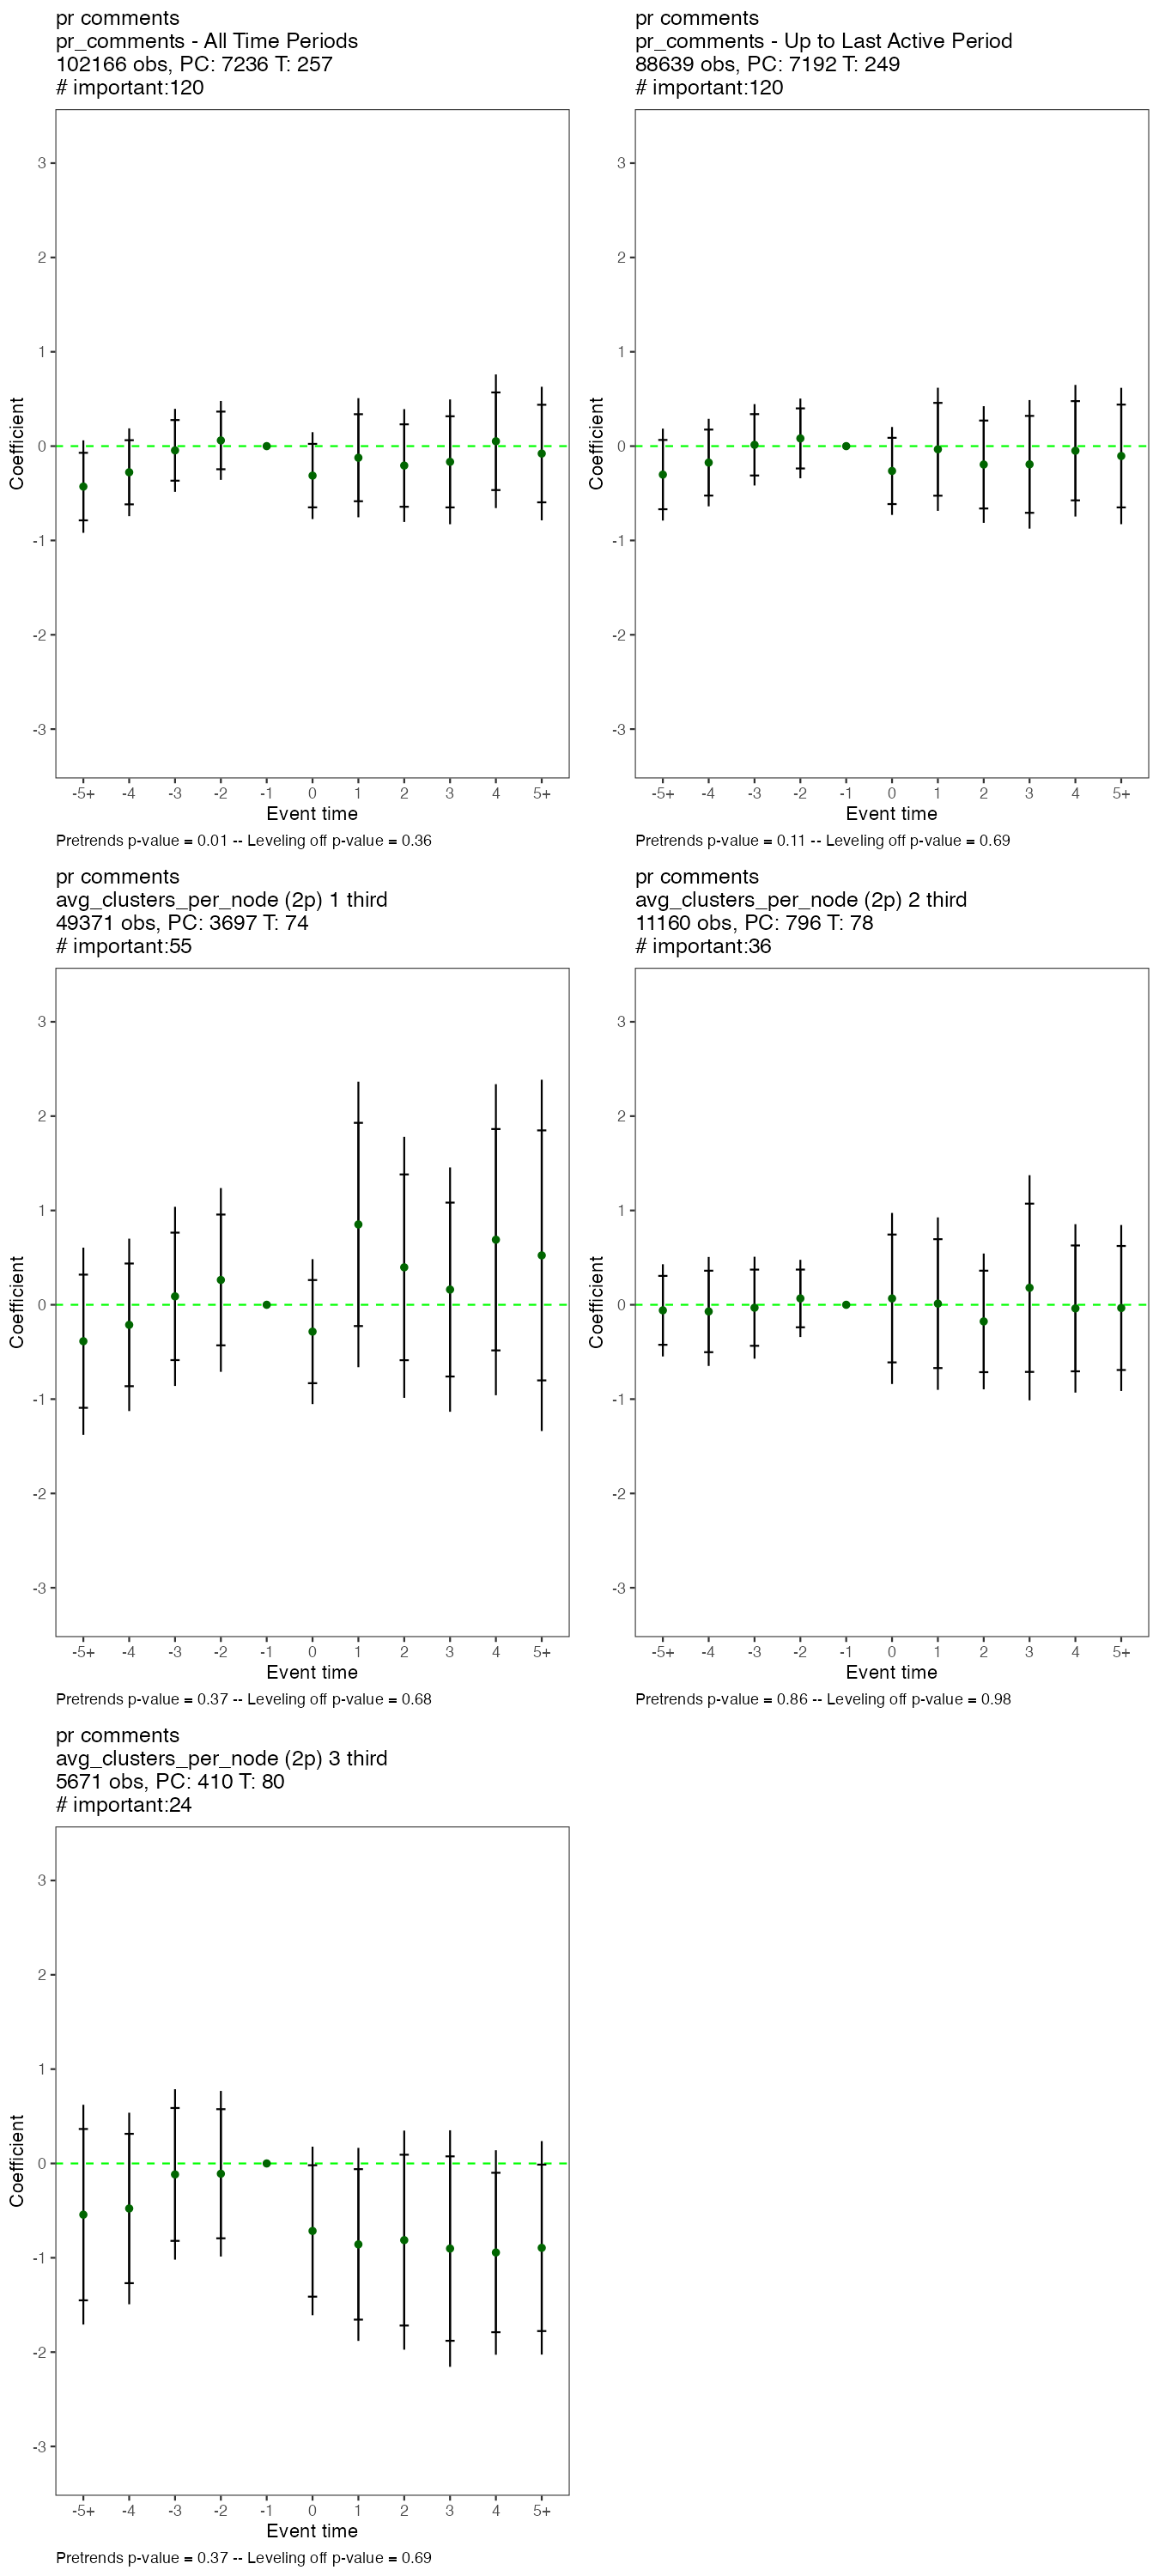 pr comments
pr_comments - All Time Periods
102166 obs, PC: 7236 T: 257
# important:120
3
2
1
0
-1
-2
-3
Coefficient
-5+ -4 -3 -2 -1 0 1 2 3 4 5+
Event time
Pretrends p-value = 0.01 -- Leveling off p-value = 0.36
pr comments
pr_comments - Up to Last Active Period
88639 obs, PC: 7192 T: 249
# important:120
3
2
1
0
-1
-2
-3
Coefficient
-5+ -4 -3 -2 -1 0 1 2 3 4 5+
Event time
Pretrends p-value = 0.11 -- Leveling off p-value = 0.69
pr comments
avg_clusters_per_node (2p) 1 third
49371 obs, PC: 3697 T: 74
# important:55
3
2
1
0
-1
-2
-3
Coefficient
-5+ -4 -3 -2 -1 0 1 2 3 4 5+
Event time
Pretrends p-value = 0.37 -- Leveling off p-value = 0.68
pr comments
avg_clusters_per_node (2p) 2 third
11160 obs, PC: 796 T: 78
# important:36
3
2
1
0
-1
-2
-3
Coefficient
-5+ -4 -3 -2 -1 0 1 2 3 4 5+
Event time
Pretrends p-value = 0.86 -- Leveling off p-value = 0.98
pr comments
avg_clusters_per_node (2p) 3 third
5671 obs, PC: 410 T: 80
# important:24
3
2
1
0
-1
-2
-3
Coefficient
-5+ -4 -3 -2 -1 0 1 2 3 4 5+
Event time
Pretrends p-value = 0.37 -- Leveling off p-value = 0.69